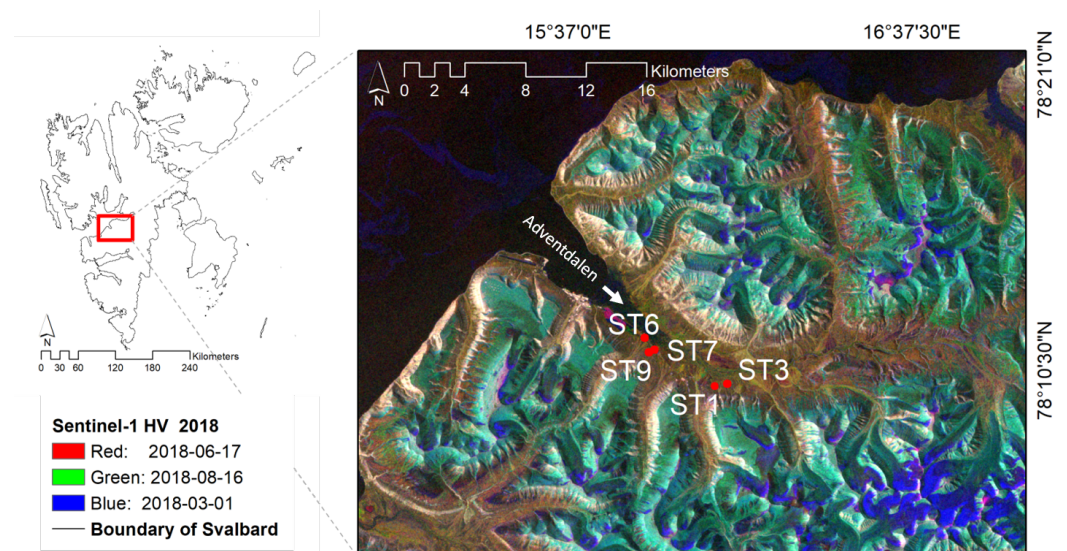 15°37'0"E
16°37'30"E
78°21'0"N
78°10'30"N
N
0 2 4 8 12 16
Kilometers
Adventdalen
ST6
ST7
ST9
ST3
ST1
N
0 30 60 120 180 240
Kilometers
Sentinel-1 HV 2018
Red: 2018-06-17
Green: 2018-08-16
Blue: 2018-03-01
Boundary of Svalbard